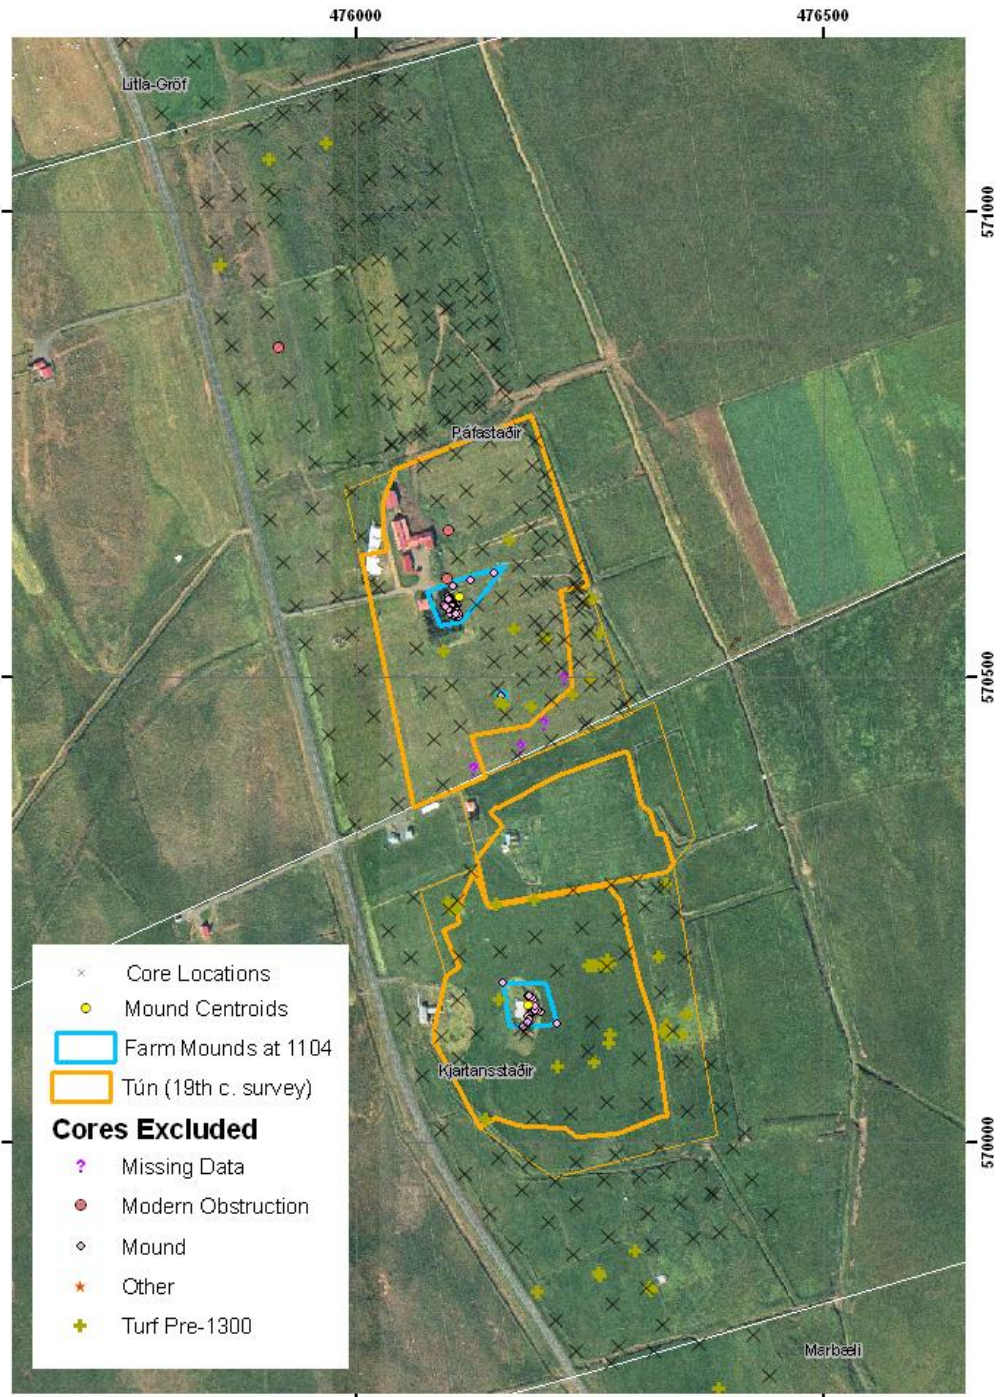 476000
476500
Litla-Gröf
571000
Páfastaðir
570500
Core Locations
Mound Centroids
Farm Mounds at 1104
Tún (19th c. survey)
Cores Excluded
Missing Data
Modern Obstruction
Mound
Other
Turf Pre-1300
Kjartansstaðir
570000
Marbæli